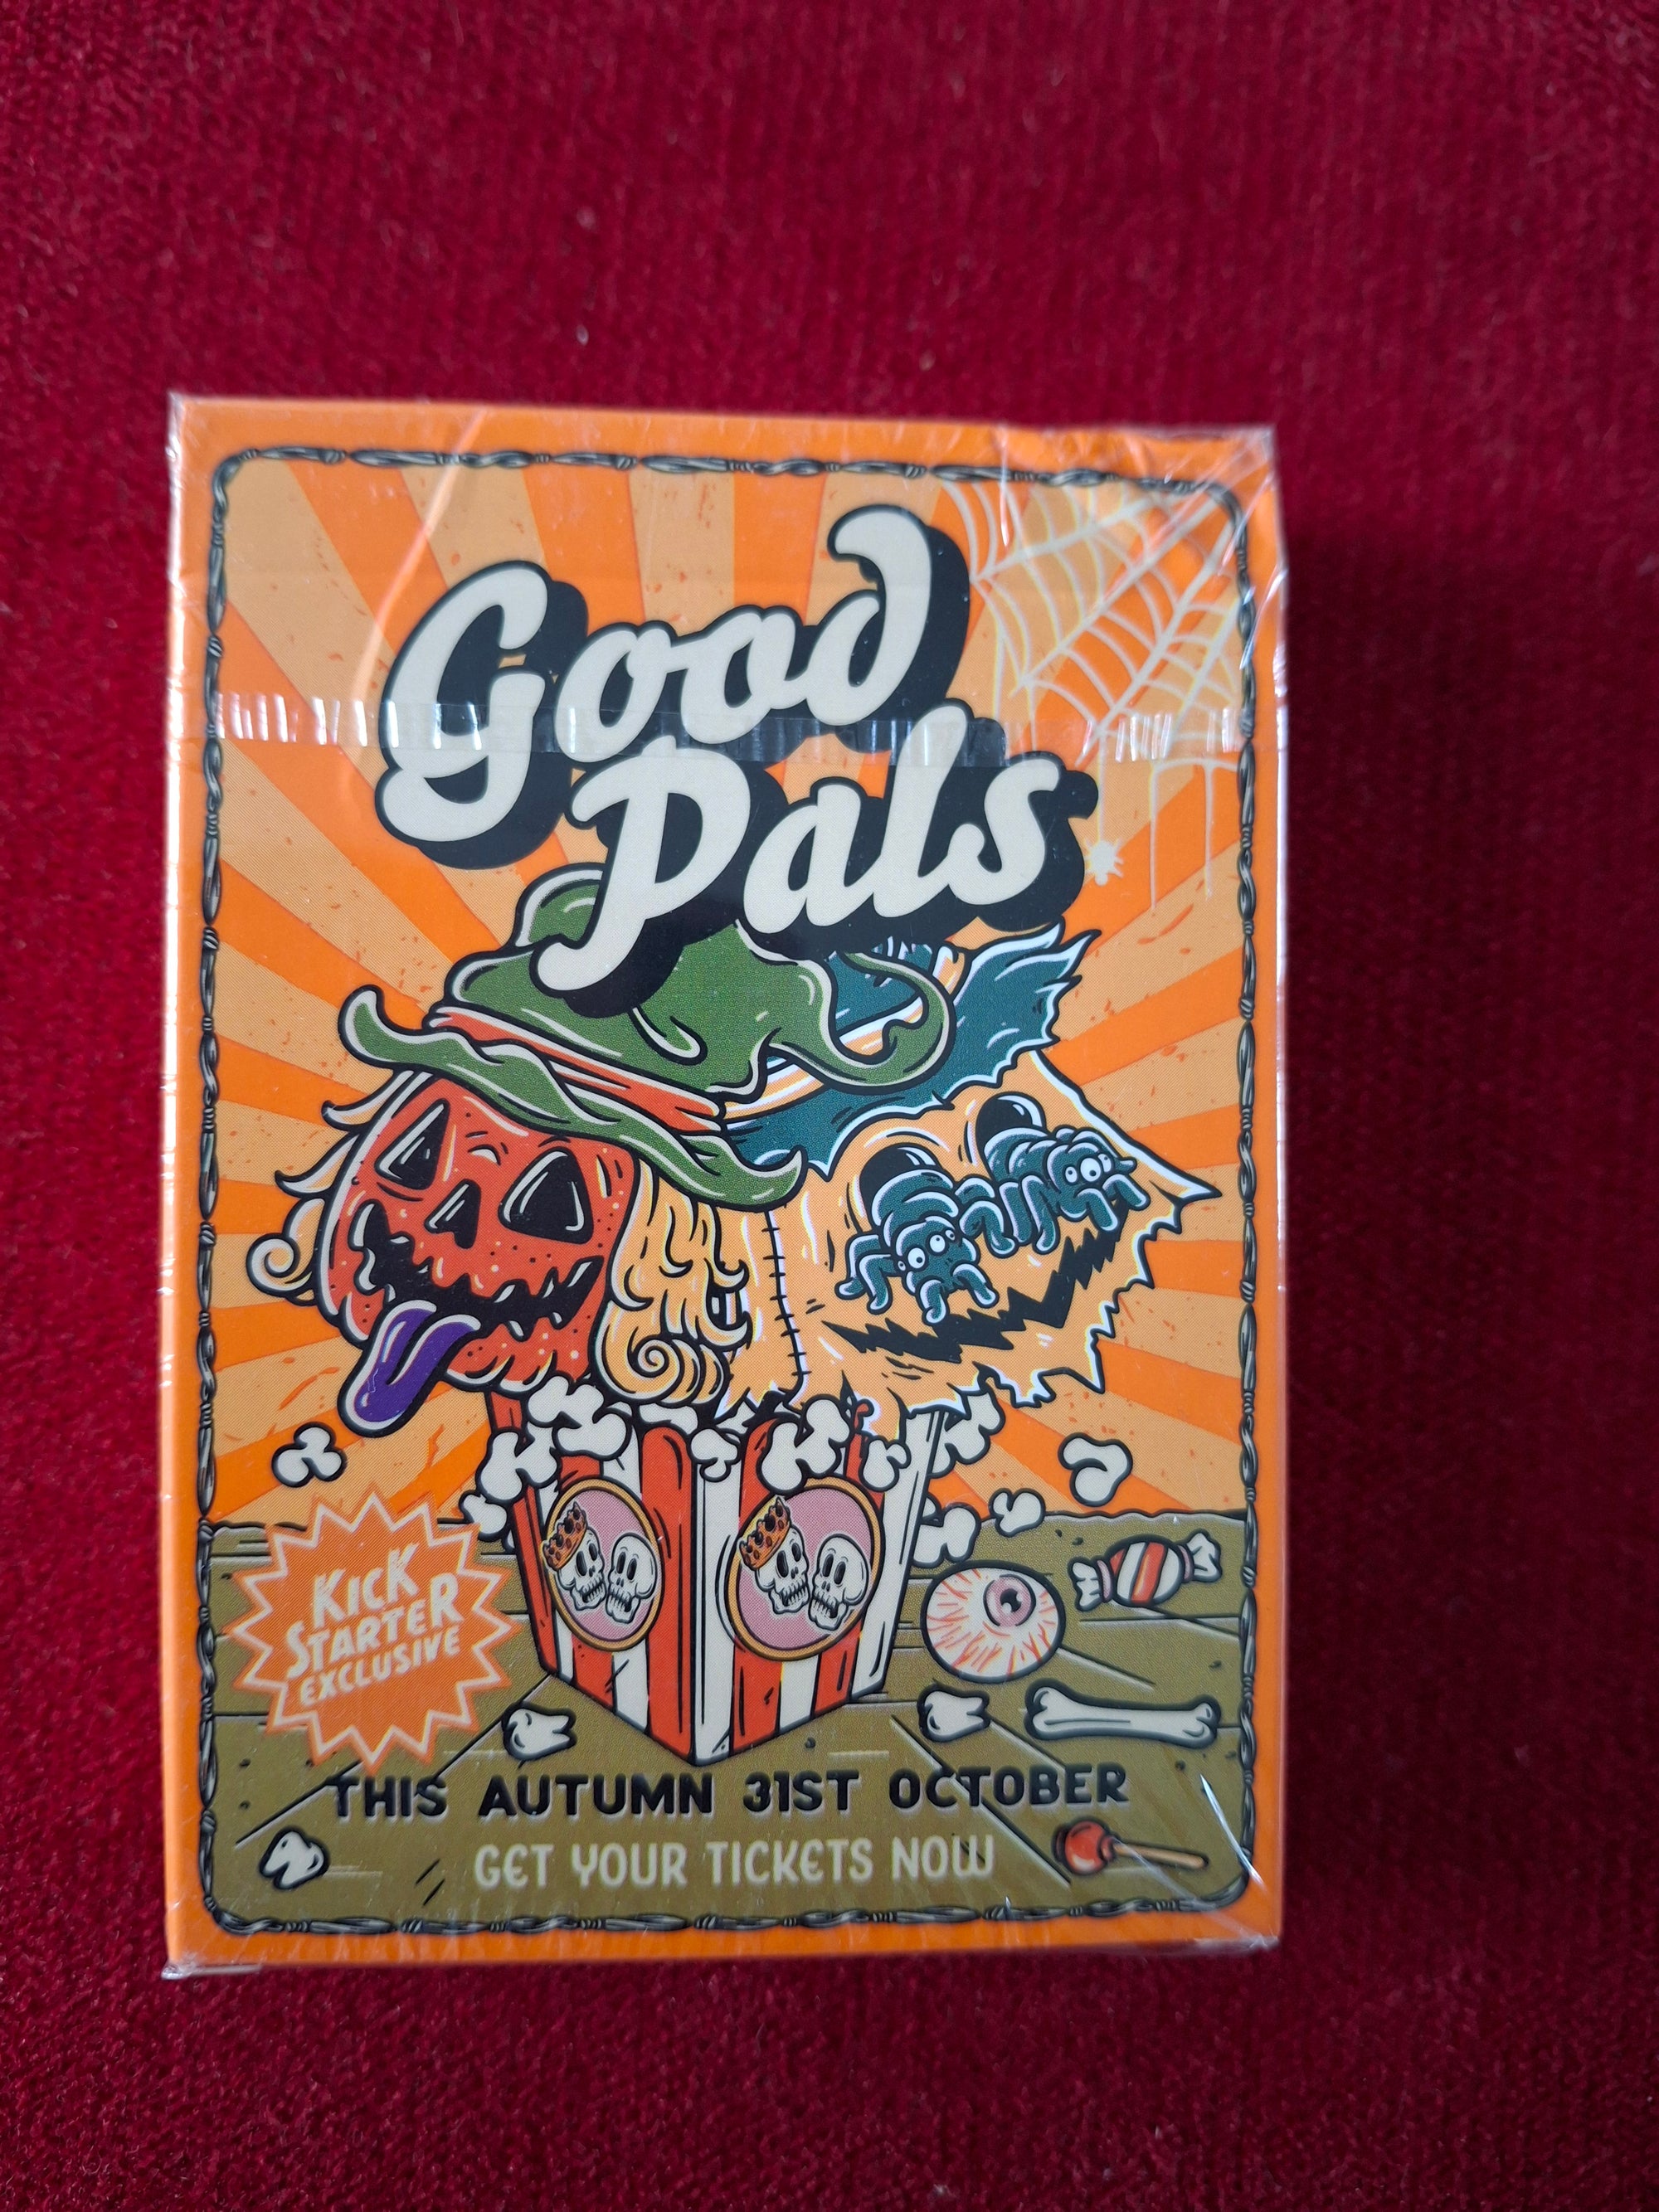 Good
Pals
KICK
STARTER
EXCLUSIVE
THIS AUTUMN 31ST OCTOBER
GET YOUR TICKETS NOW